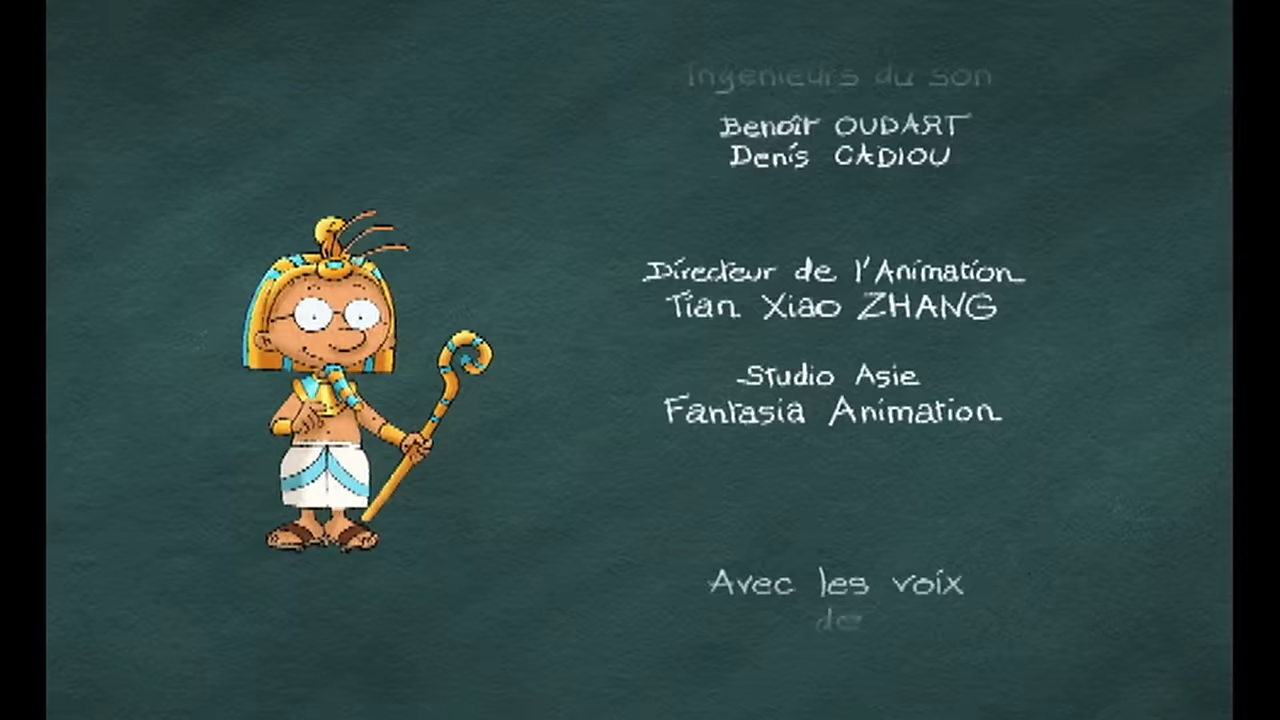 Ingenieurs du son
Benoît OUDART
Denis CADIOU
Directeur de l'Animation
Tian Xiao ZHANG
Studio Asie
Fantasia Animation
Avec les voix
de